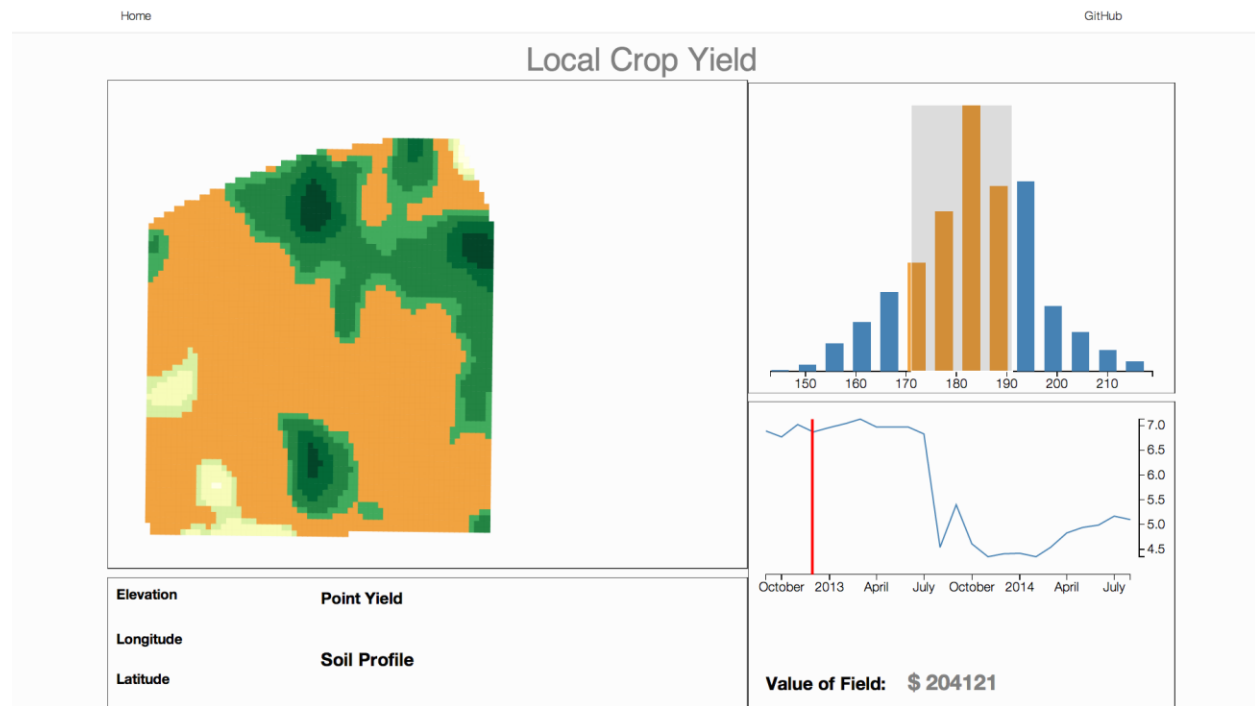 Home GitHub
Local Crop Yield
150 160 170 180 190 200 210
7.0
6.5
6.0
5.5
5.0
4.5
October 2013 April July October 2014 April July
Elevation
Point Yield
Longitude
Soil Profile
Latitude
Value of Field: $ 204121